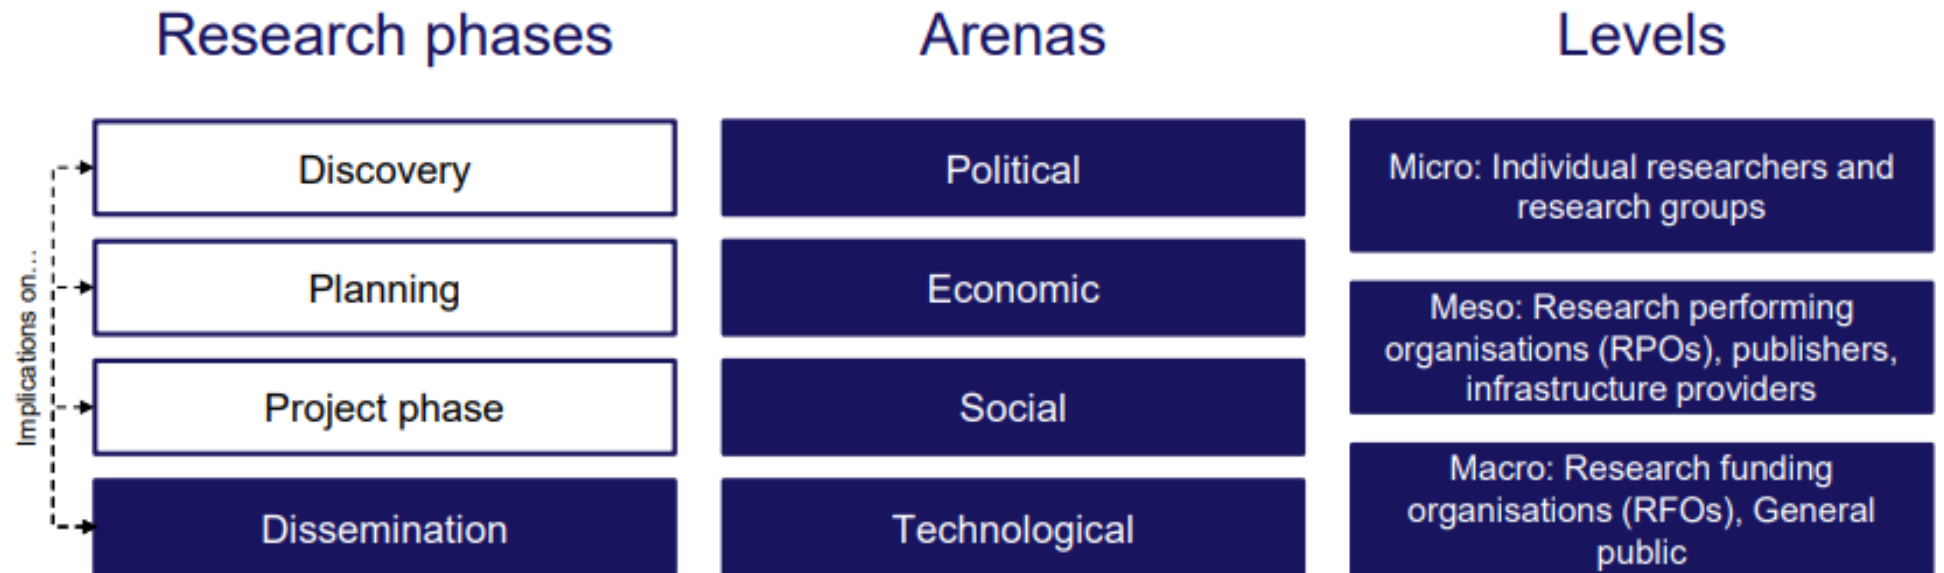 Research phases
Arenas
Levels
Implications on...
Discovery
Planning
Project phase
Dissemination
Political
Economic
Social
Technological
Micro: Individual researchers and
research groups
Meso: Research performing
organisations (RPOs), publishers,
infrastructure providers
Macro: Research funding
organisations (RFOs), General
public